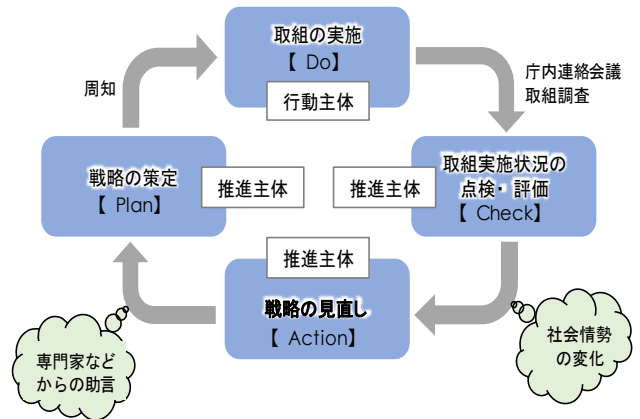 取組の実施
【 Do】
行動主体
周知
庁内連絡会議
取組調査
戦略の策定
【 Plan】
推進主体
推進主体
取組実施状況の
点検・評価
【 Check】
推進主体
戦略の見直し
【 Action】
専門家など
からの助言
社会情勢
の変化